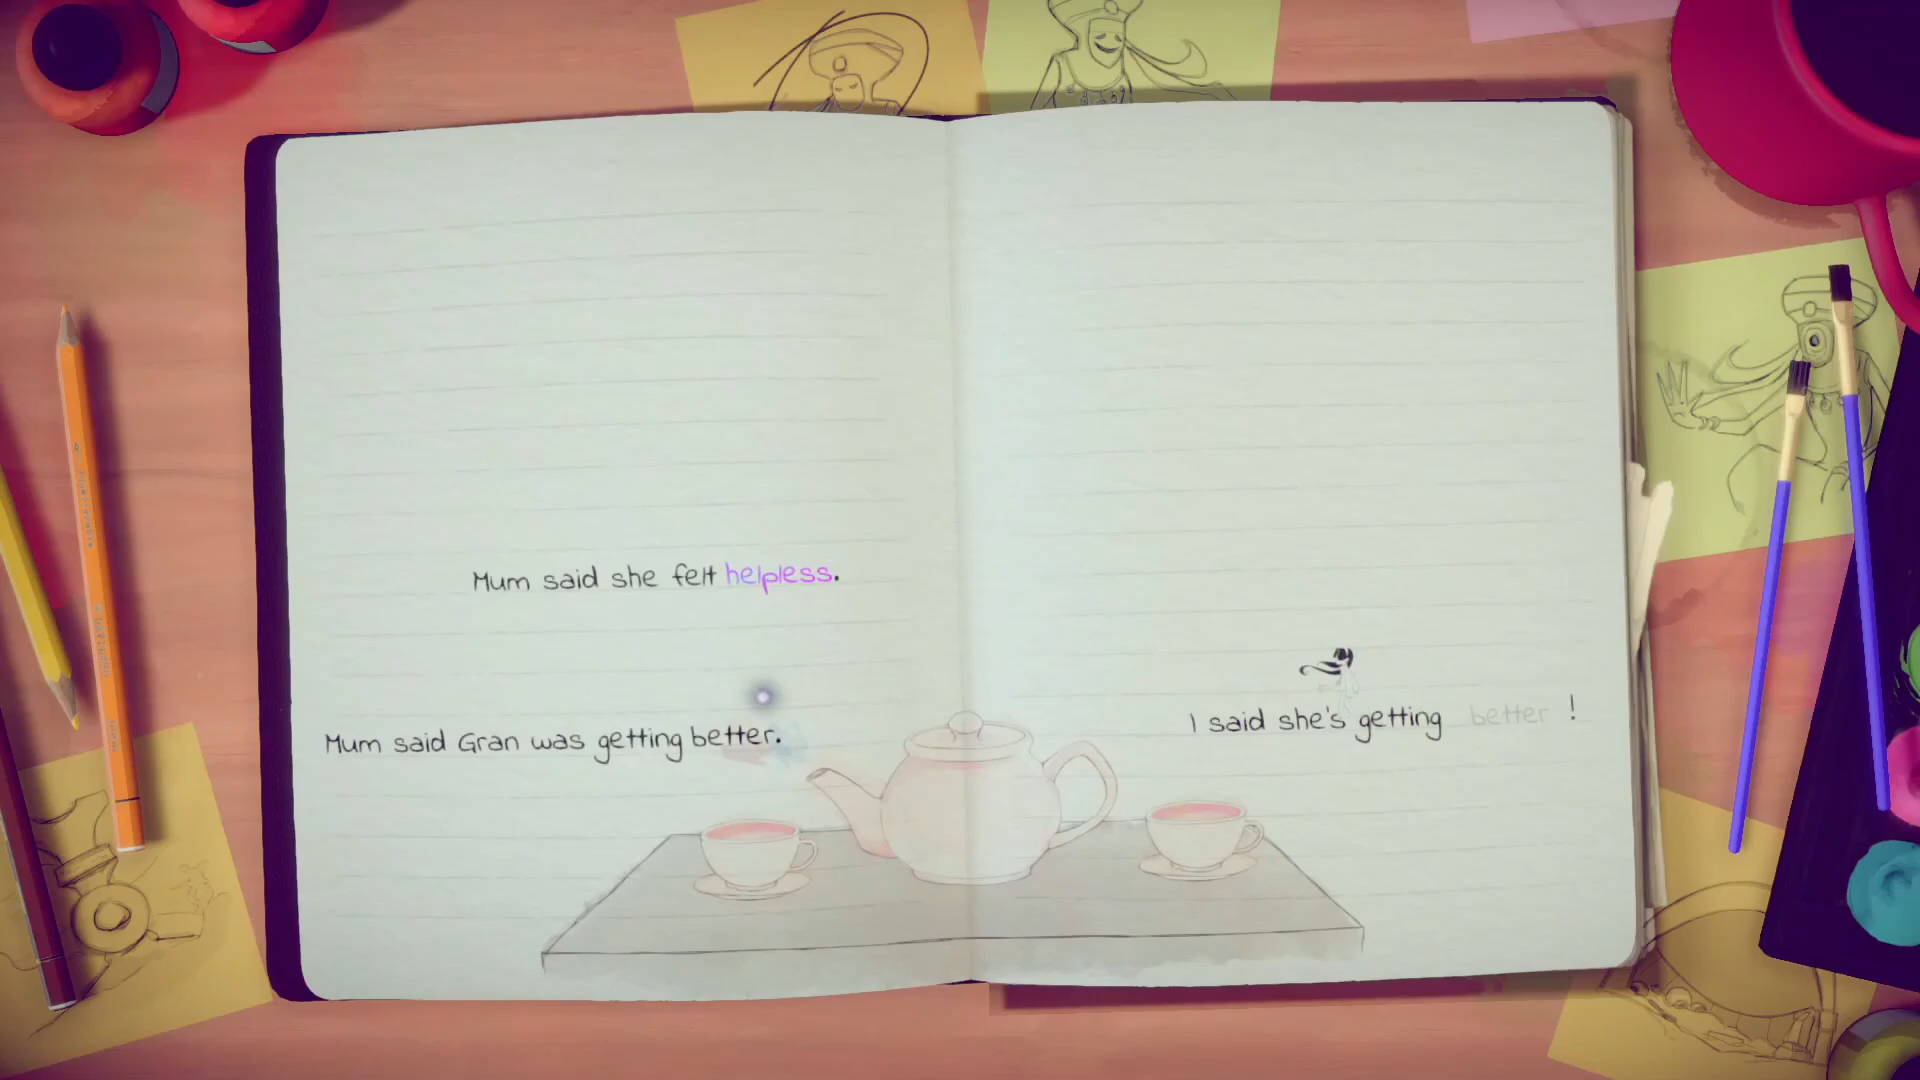 Mum said she felt helpless.
Mum said Gran was getting better.
I said she's getting better !